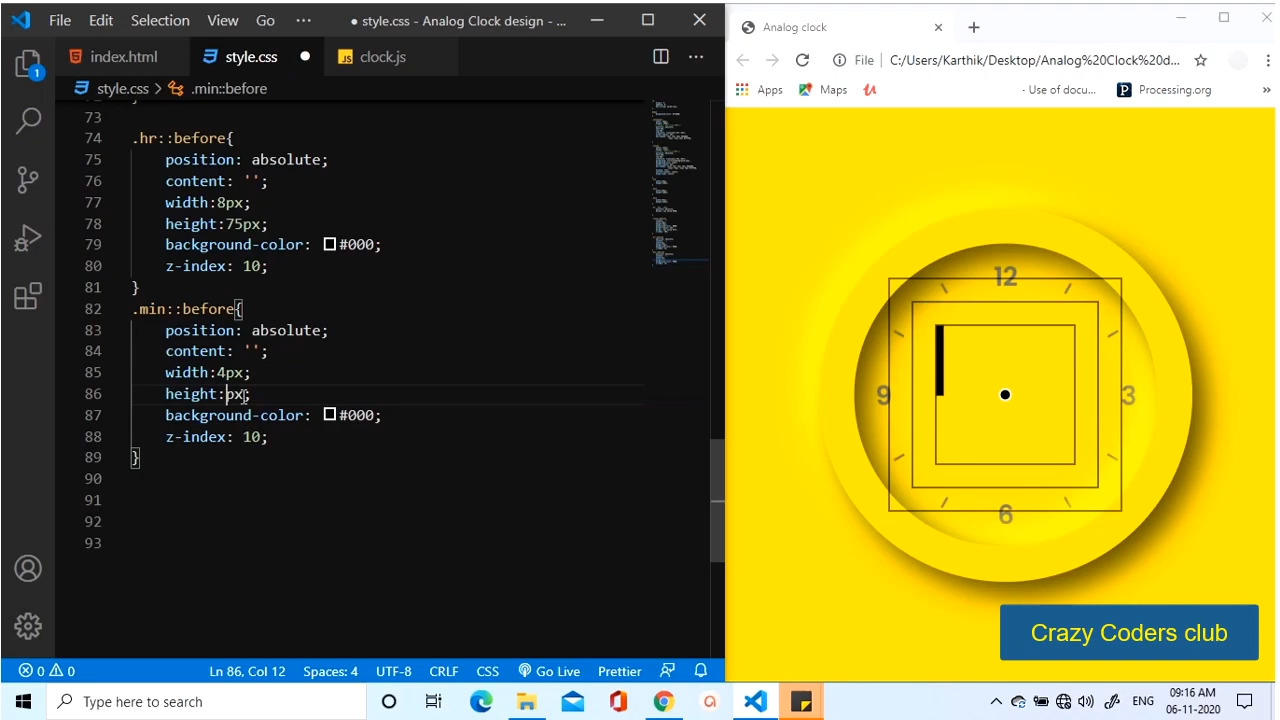 File Edit Selection View Go ··· ● style.css - Analog Clock design - ...
index.html style.css ● JS clock.js ···
style.css > .min::before
73
74 .hr::before{
75 position: absolute;
76 content: '';
77 width:8px;
78 height:75px;
79 background-color: #000;
80 z-index: 10;
81 }
82 .min::before{
83 position: absolute;
84 content: '';
85 width:4px;
86 height:px;
87 background-color: #000;
88 z-index: 10;
89 }
90
91
92
93
1
0 0 Ln 86, Col 12 Spaces: 4 UTF-8 CRLF CSS Go Live Prettier
Analog clock
File C:/Users/Karthik/Desktop/Analog%20Clock%20d...
Apps Maps · Use of docu... P Processing.org »
12
9 3
6
Crazy Coders club
Type here to search
ENG 09:16 AM
06-11-2020